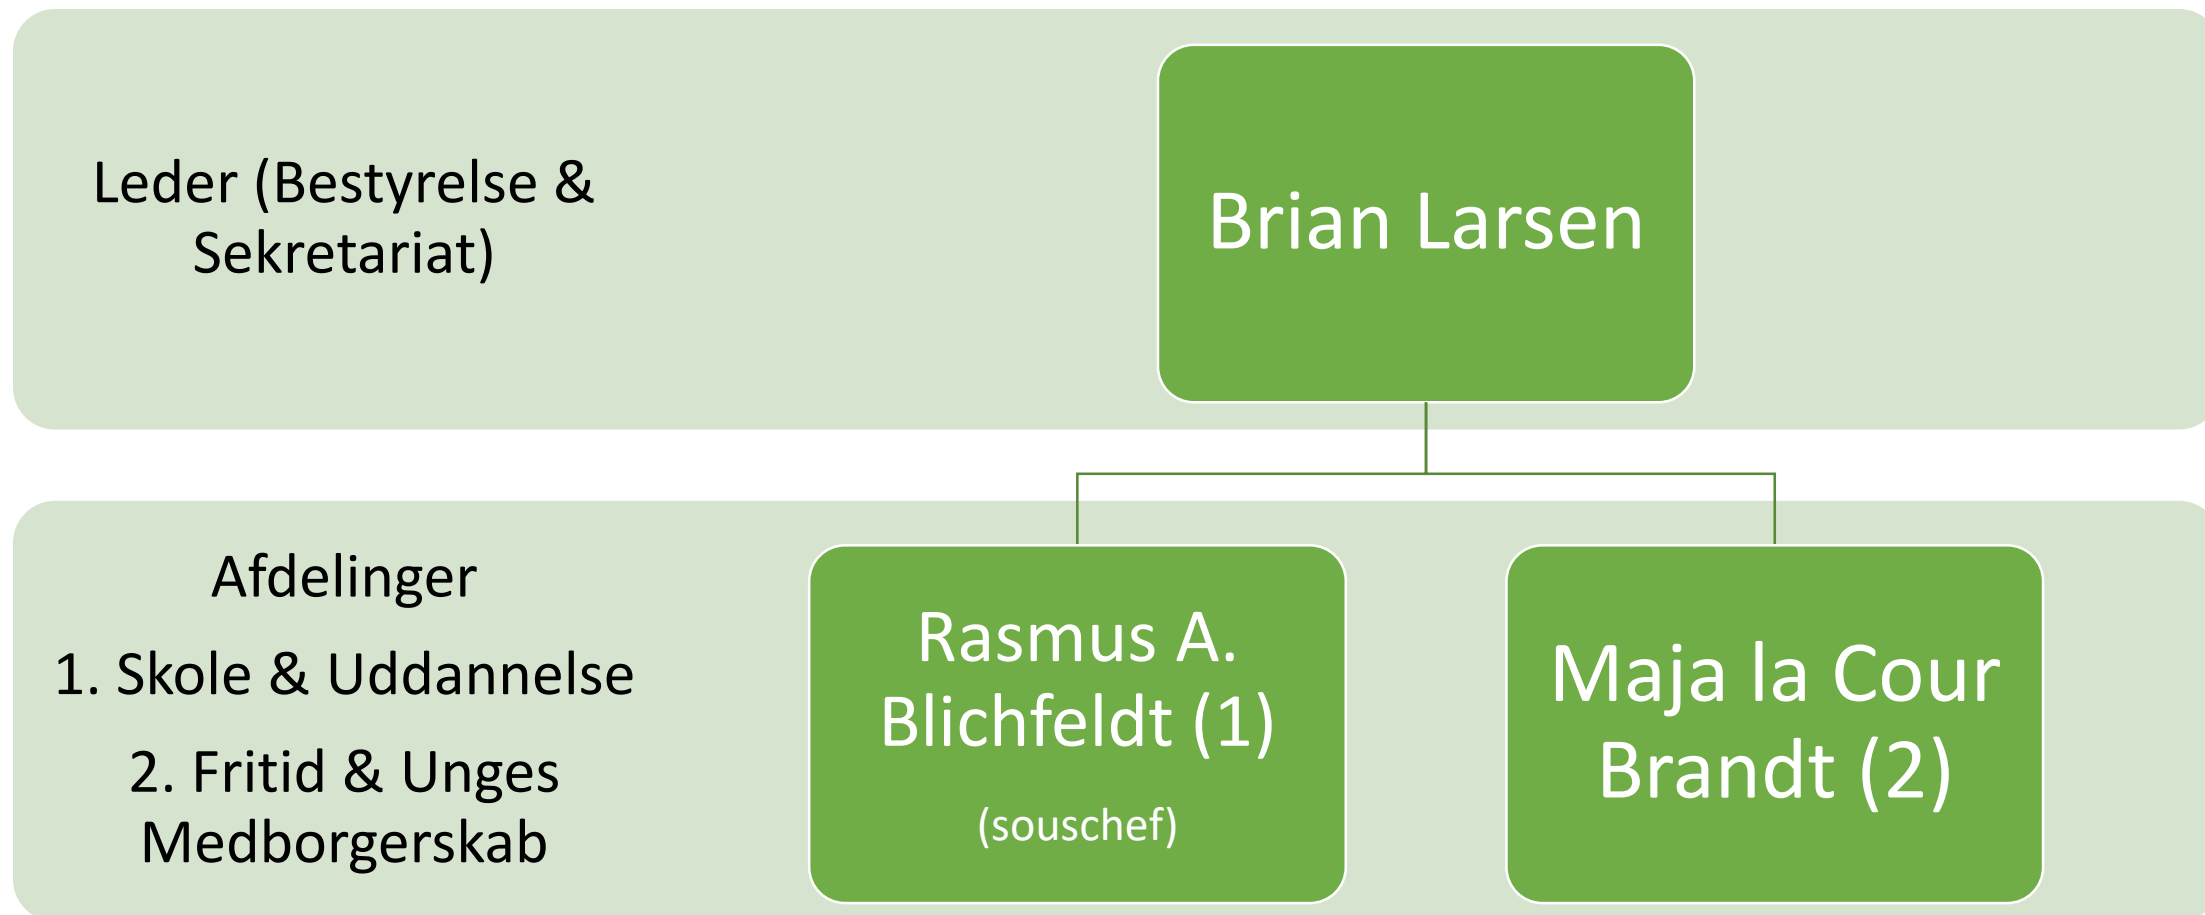 Leder (Bestyrelse &
Sekretariat)
Brian Larsen
Afdelinger
1. Skole & Uddannelse
2. Fritid & Unges
Medborgerskab
Rasmus A.
Blichfeldt (1)
(souschef)
Maja la Cour
Brandt (2)